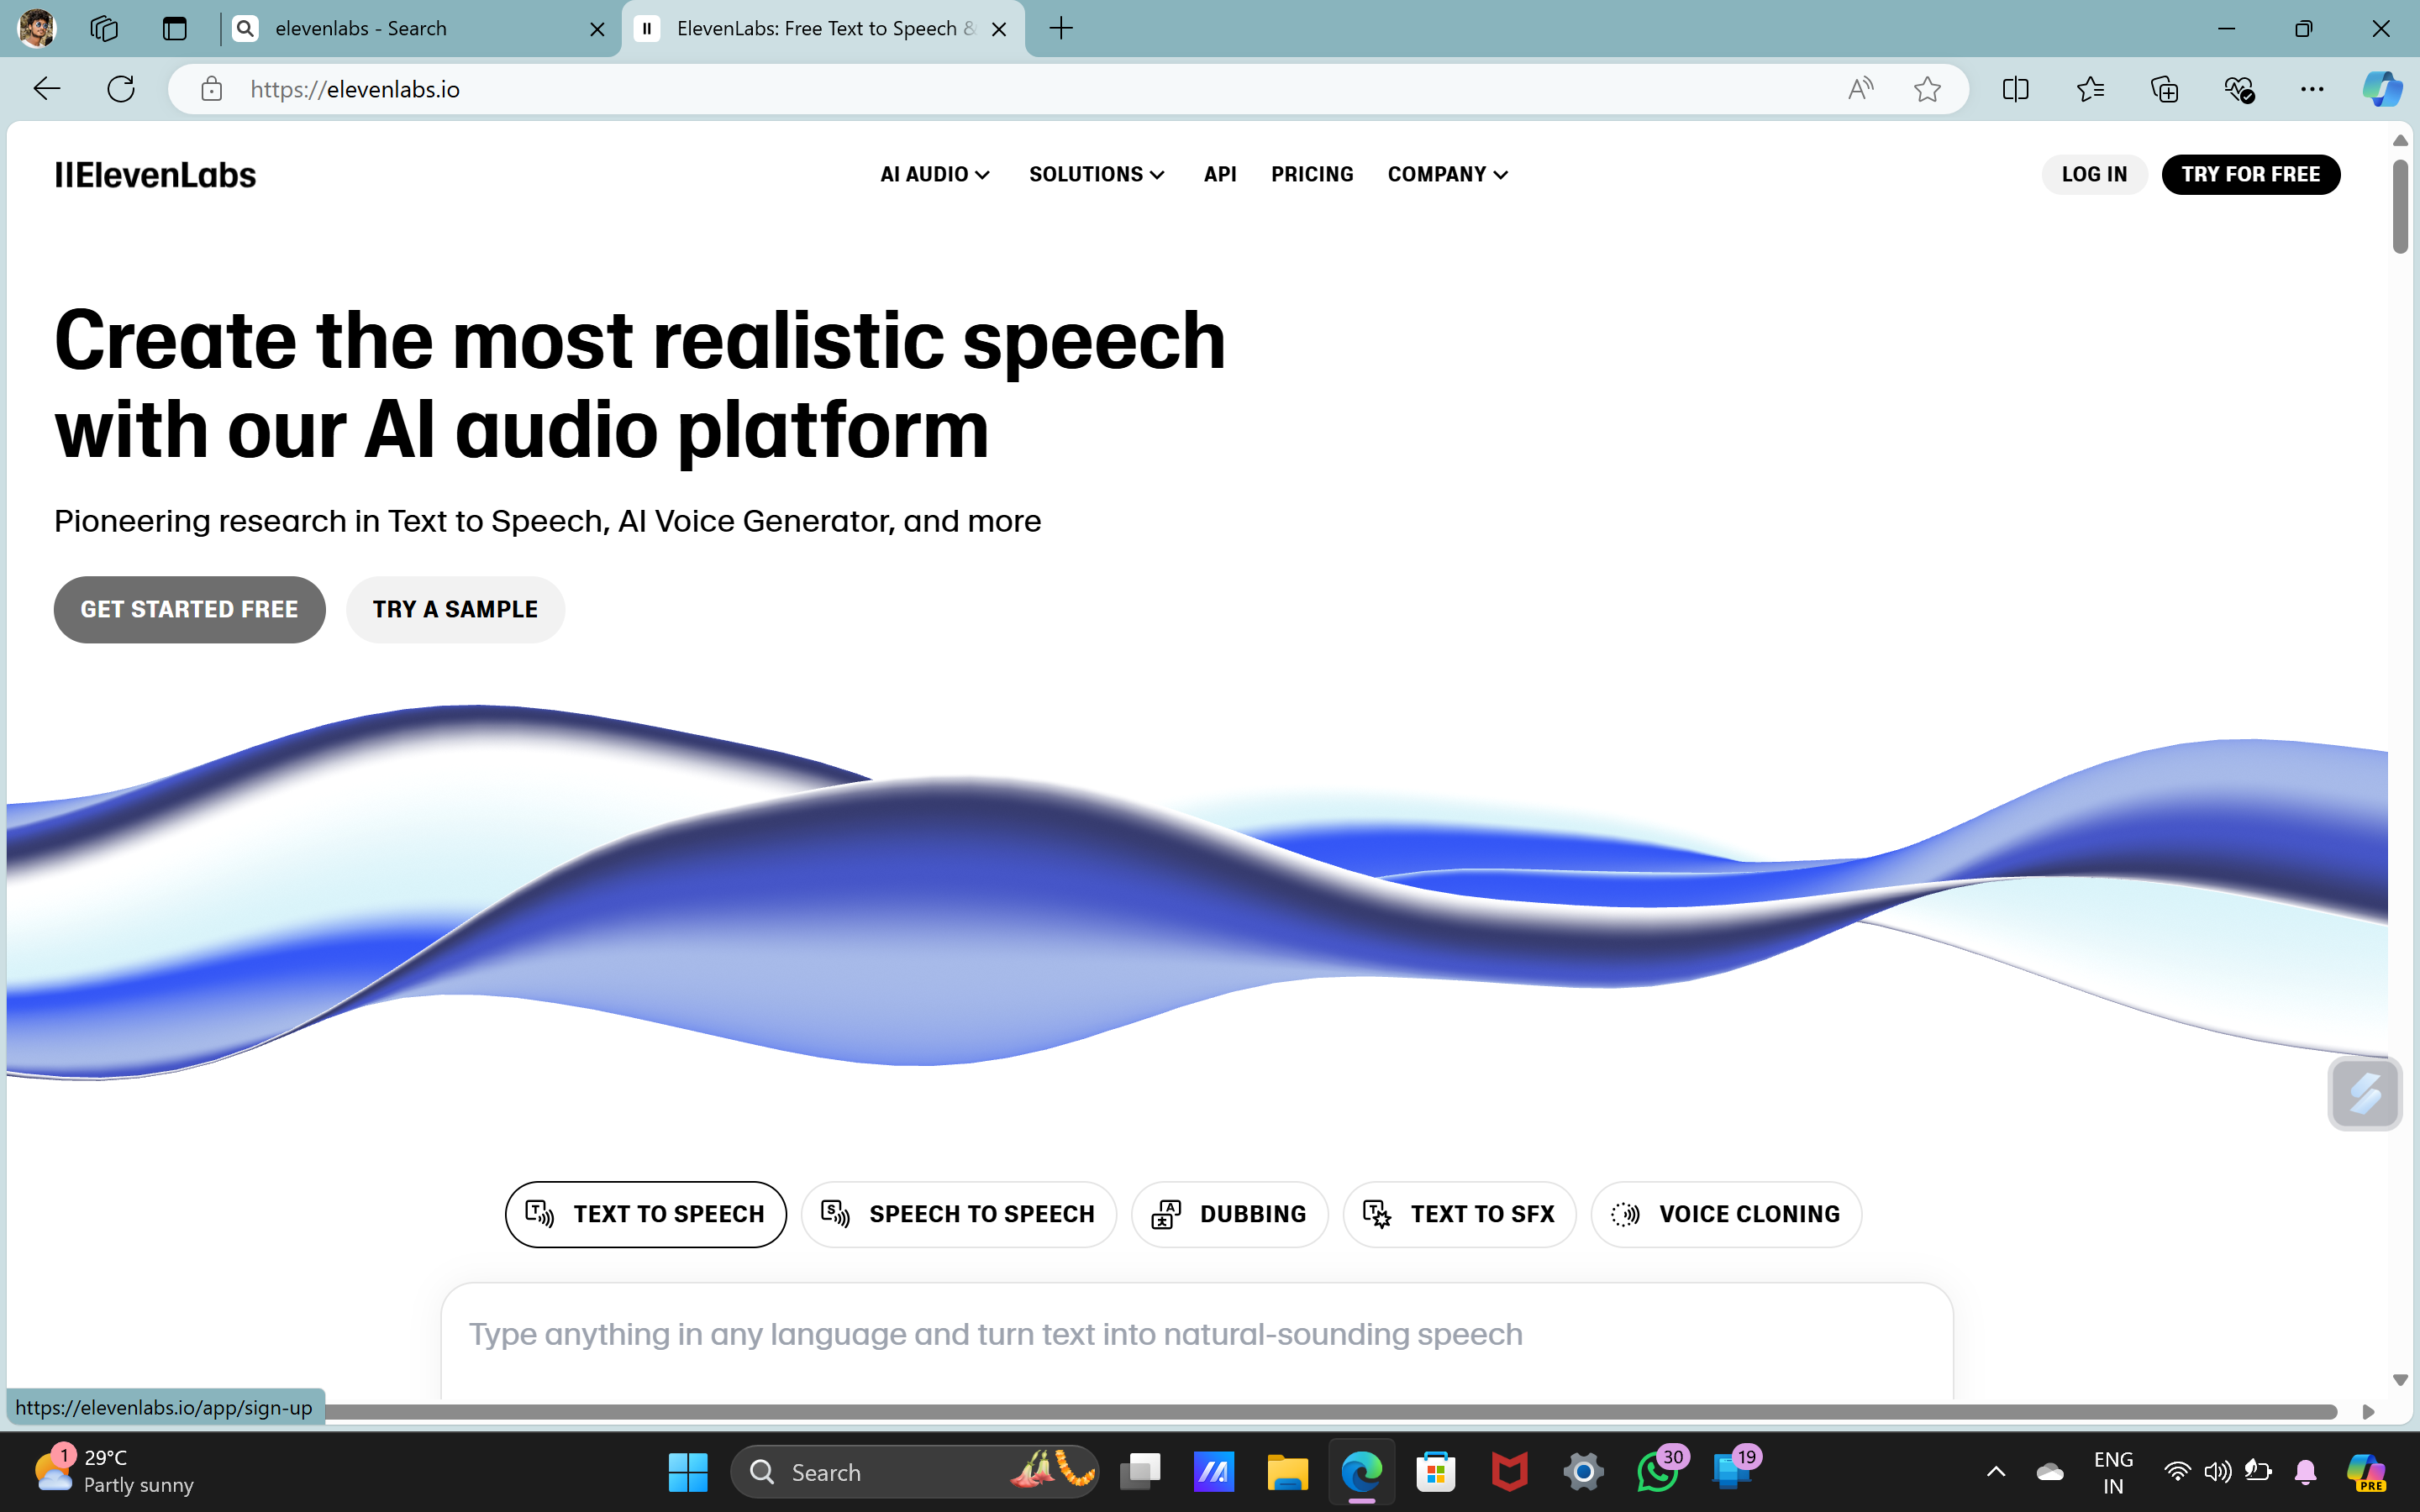 elevenlabs - Search
ElevenLabs: Free Text to Speech &
https://elevenlabs.io
IIElevenLabs
AI AUDIO
SOLUTIONS
API
PRICING
COMPANY
LOG IN
TRY FOR FREE
Create the most realistic speech
with our AI audio platform
Pioneering research in Text to Speech, AI Voice Generator, and more
GET STARTED FREE
TRY A SAMPLE
TEXT TO SPEECH
SPEECH TO SPEECH
DUBBING
TEXT TO SFX
VOICE CLONING
Type anything in any language and turn text into natural-sounding speech
https://elevenlabs.io/app/sign-up
1
29°C
Partly sunny
Search
30
19
ENG
IN
PRE